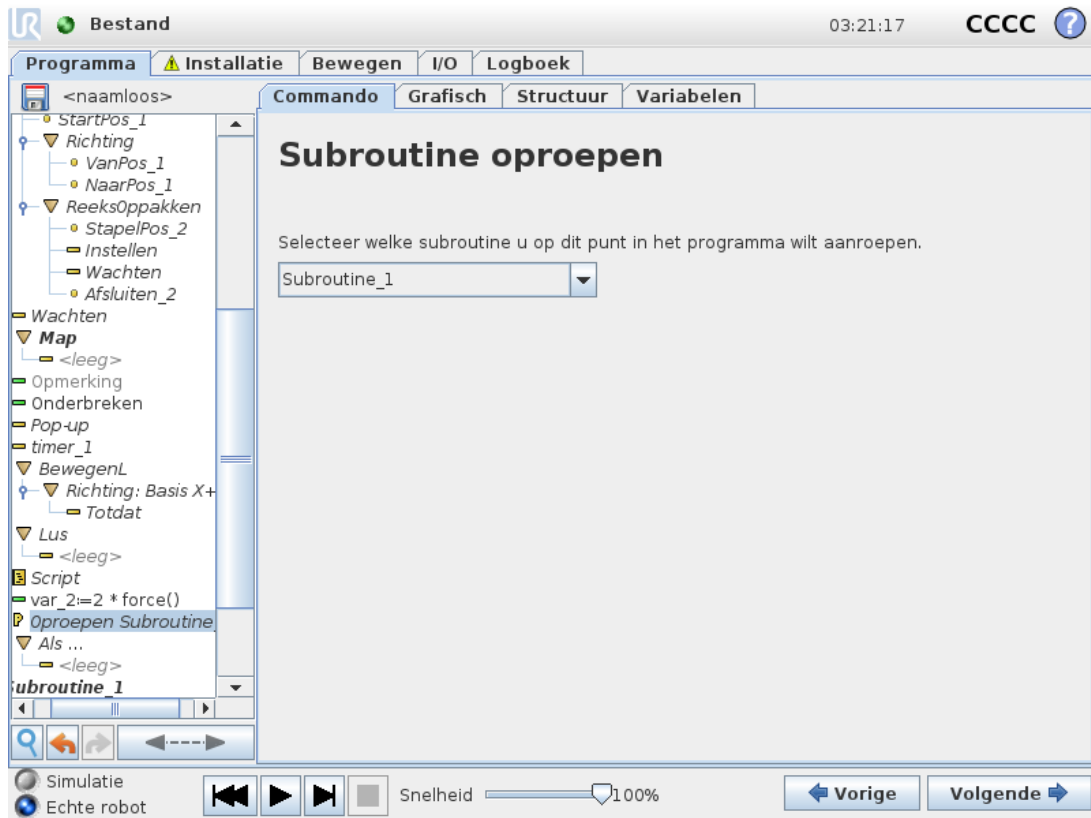 UR Bestand 03:21:17 CCCC ?
Programma Installatie Bewegen I/O Logboek
<naamloos>
Commando Grafisch Structuur Variabelen
StartPos_1
Richting
VanPos_1
NaarPos_1
ReeksOppakken
StapelPos_2
Instellen
Wachten
Afsluiten_2
Wachten
Map
<leeg>
Opmerking
Onderbreken
Pop-up
timer_1
BewegenL
Richting: Basis X+
Totdat
Lus
<leeg>
Script
var_2:=2 * force()
Oproepen Subroutine_
Als ...
<leeg>
Subroutine_1
Subroutine oproepen
Selecteer welke subroutine u op dit punt in het programma wilt aanroepen.
Subroutine_1
Simulatie
Echte robot
Snelheid 100%
Vorige Volgende